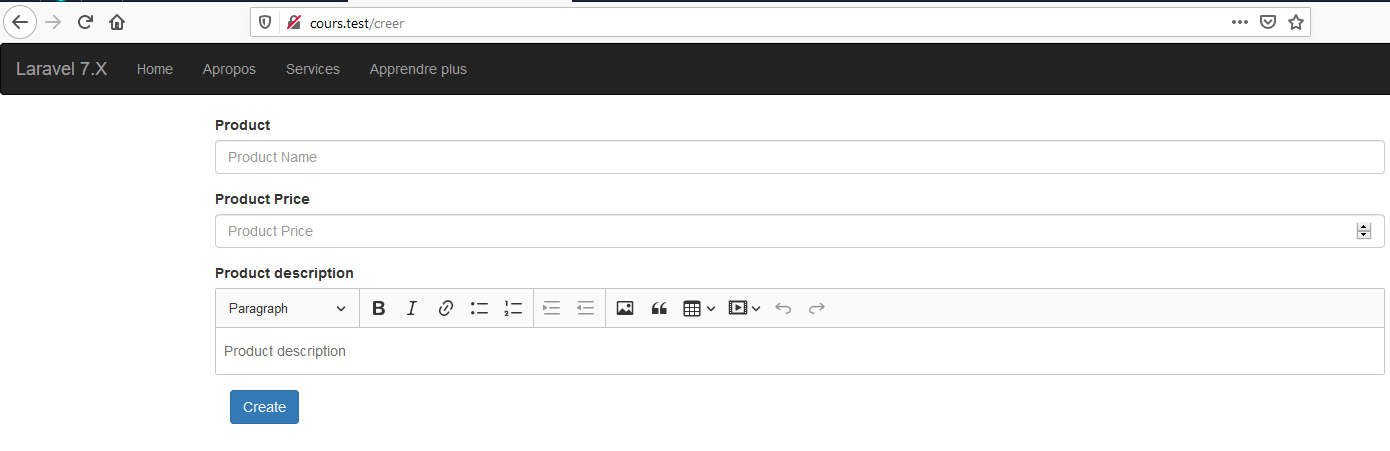 cours.test/creer
Laravel 7.X Home Apropos Services Apprendre plus
Product
Product Name
Product Price
Product Price
Product description
Paragraph B I
Product description
Create